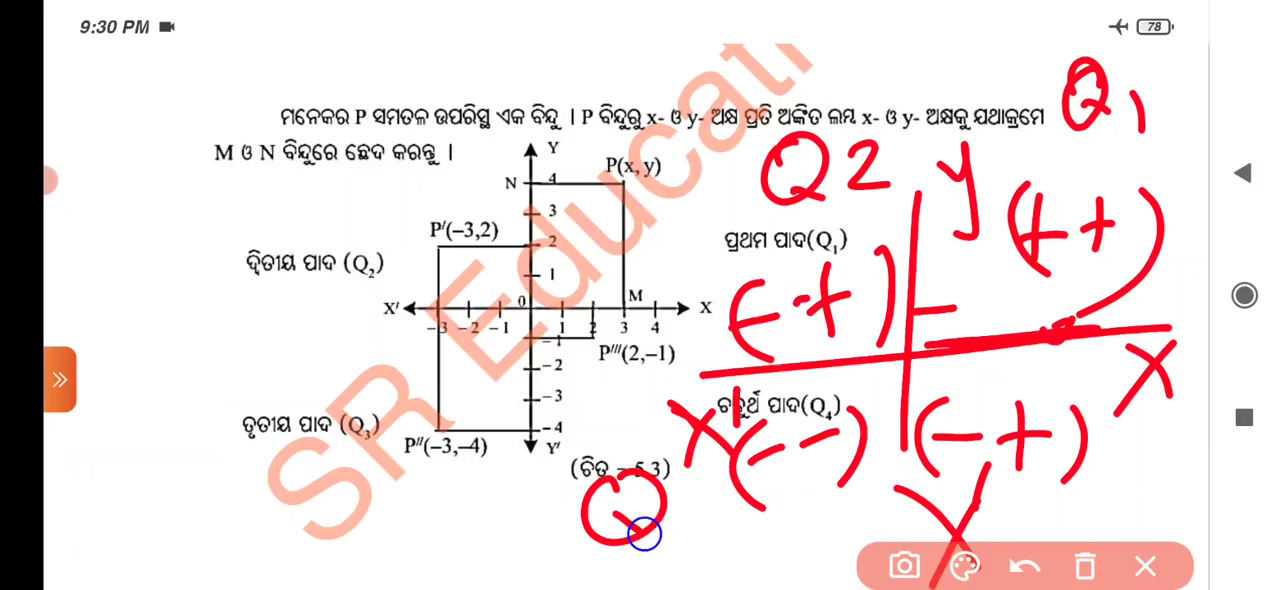 9:30 PM
78
ମନେକର P ସମତଳ ଉପରିସ୍ଥ ଏକ ବିନ୍ଦୁ । P ବିନ୍ଦୁରୁ x- ଓ y- ଅକ୍ଷ ପ୍ରତି ଅଙ୍କିତ ଲମ୍ବ x- ଓ y- ଅକ୍ଷକୁ ଯଥାକ୍ରମେ
M ଓ N ବିନ୍ଦୁରେ ଛେଦ କରନ୍ତୁ ।
Q1
Q2
y
Y
P(x, y)
N
4
3
P′(–3,2)
2
1
ଦ୍ୱିତୀୟ ପାଦ (Q2)
ପ୍ରଥମ ପାଦ(Q1)
(+ +)
(- +)
X′
0
M
X
–3 –2 –1
1 2 3 4
–1
P‴(2,–1)
–2
–3
–4
x
x'
ଚତୁର୍ଥ ପାଦ(Q4)
(- -)
(- +)
ତୃତୀୟ ପାଦ (Q3)
P″(–3,–4)
Y′
(ଚିତ୍ର – 5.3)
Q
y
SR Educati